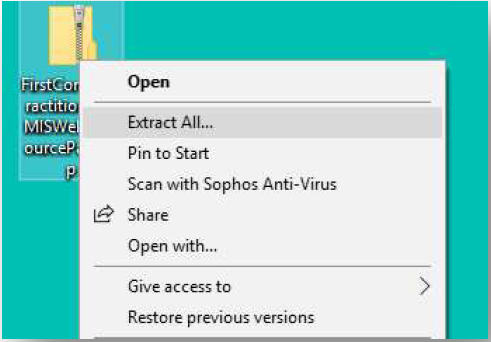 FirstCor
ractitio
MISWe
ourceP
p
Open
Extract All...
Pin to Start
Scan with Sophos Anti-Virus
Share
Open with...
Give access to
Restore previous versions